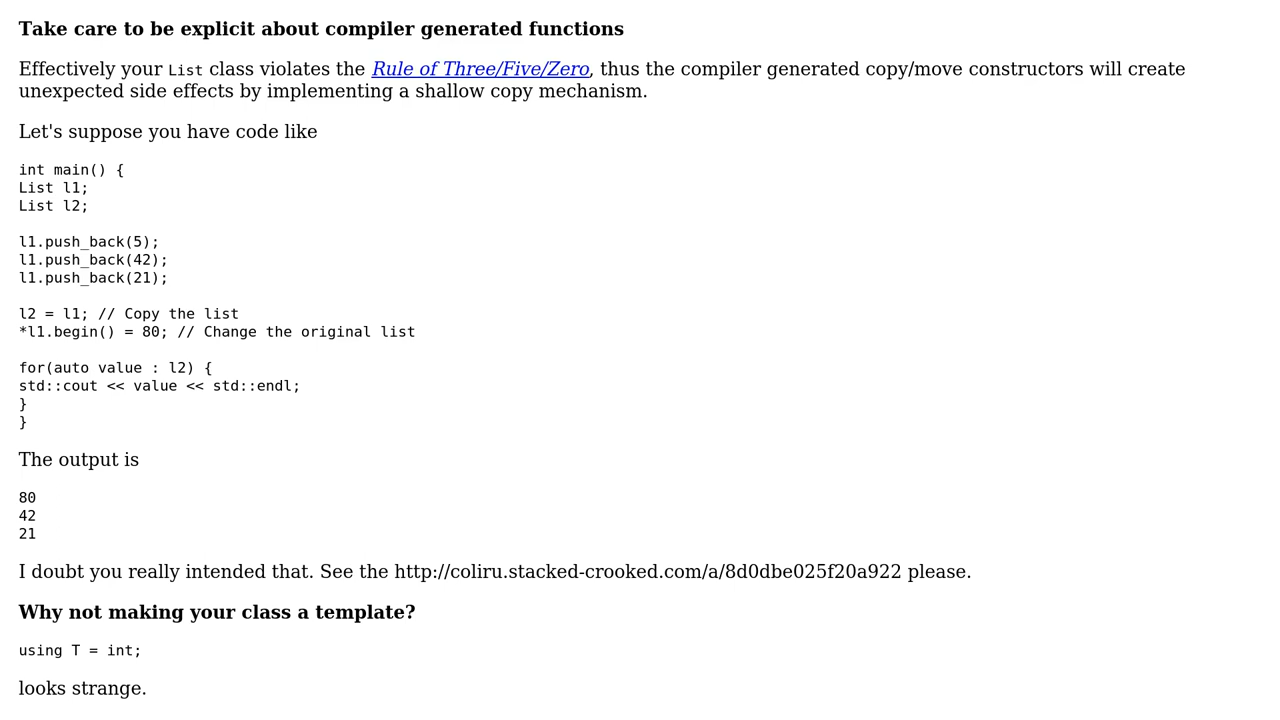 Take care to be explicit about compiler generated functions
Effectively your List class violates the Rule of Three/Five/Zero, thus the compiler generated copy/move constructors will create
unexpected side effects by implementing a shallow copy mechanism.
Let's suppose you have code like
int main() {
List l1;
List l2;
l1.push_back(5);
l1.push_back(42);
l1.push_back(21);
l2 = l1; // Copy the list
*l1.begin() = 80; // Change the original list
for(auto value : l2) {
std::cout << value << std::endl;
}
}
The output is
80
42
21
I doubt you really intended that. See the http://coliru.stacked-crooked.com/a/8d0dbe025f20a922 please.
Why not making your class a template?
using T = int;
looks strange.